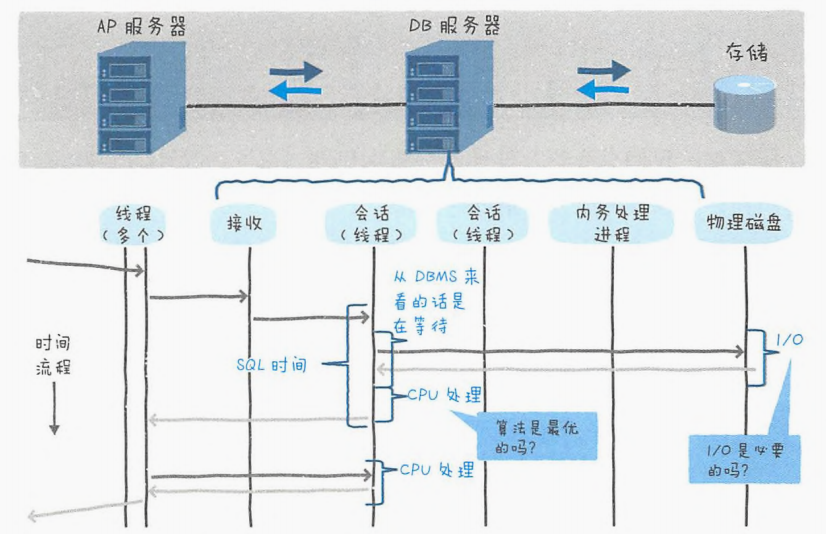 AP 服务器
DB 服务器
存储
线程
（多个）
接收
会话
（线程）
会话
（线程）
内务处理
进程
物理磁盘
从 DBMS 来
看的话是
在等待
时间
流程
SQL 时间
I/O
CPU 处理
算法是最优
的吗?
I/O 是必要
的吗?
CPU 处理